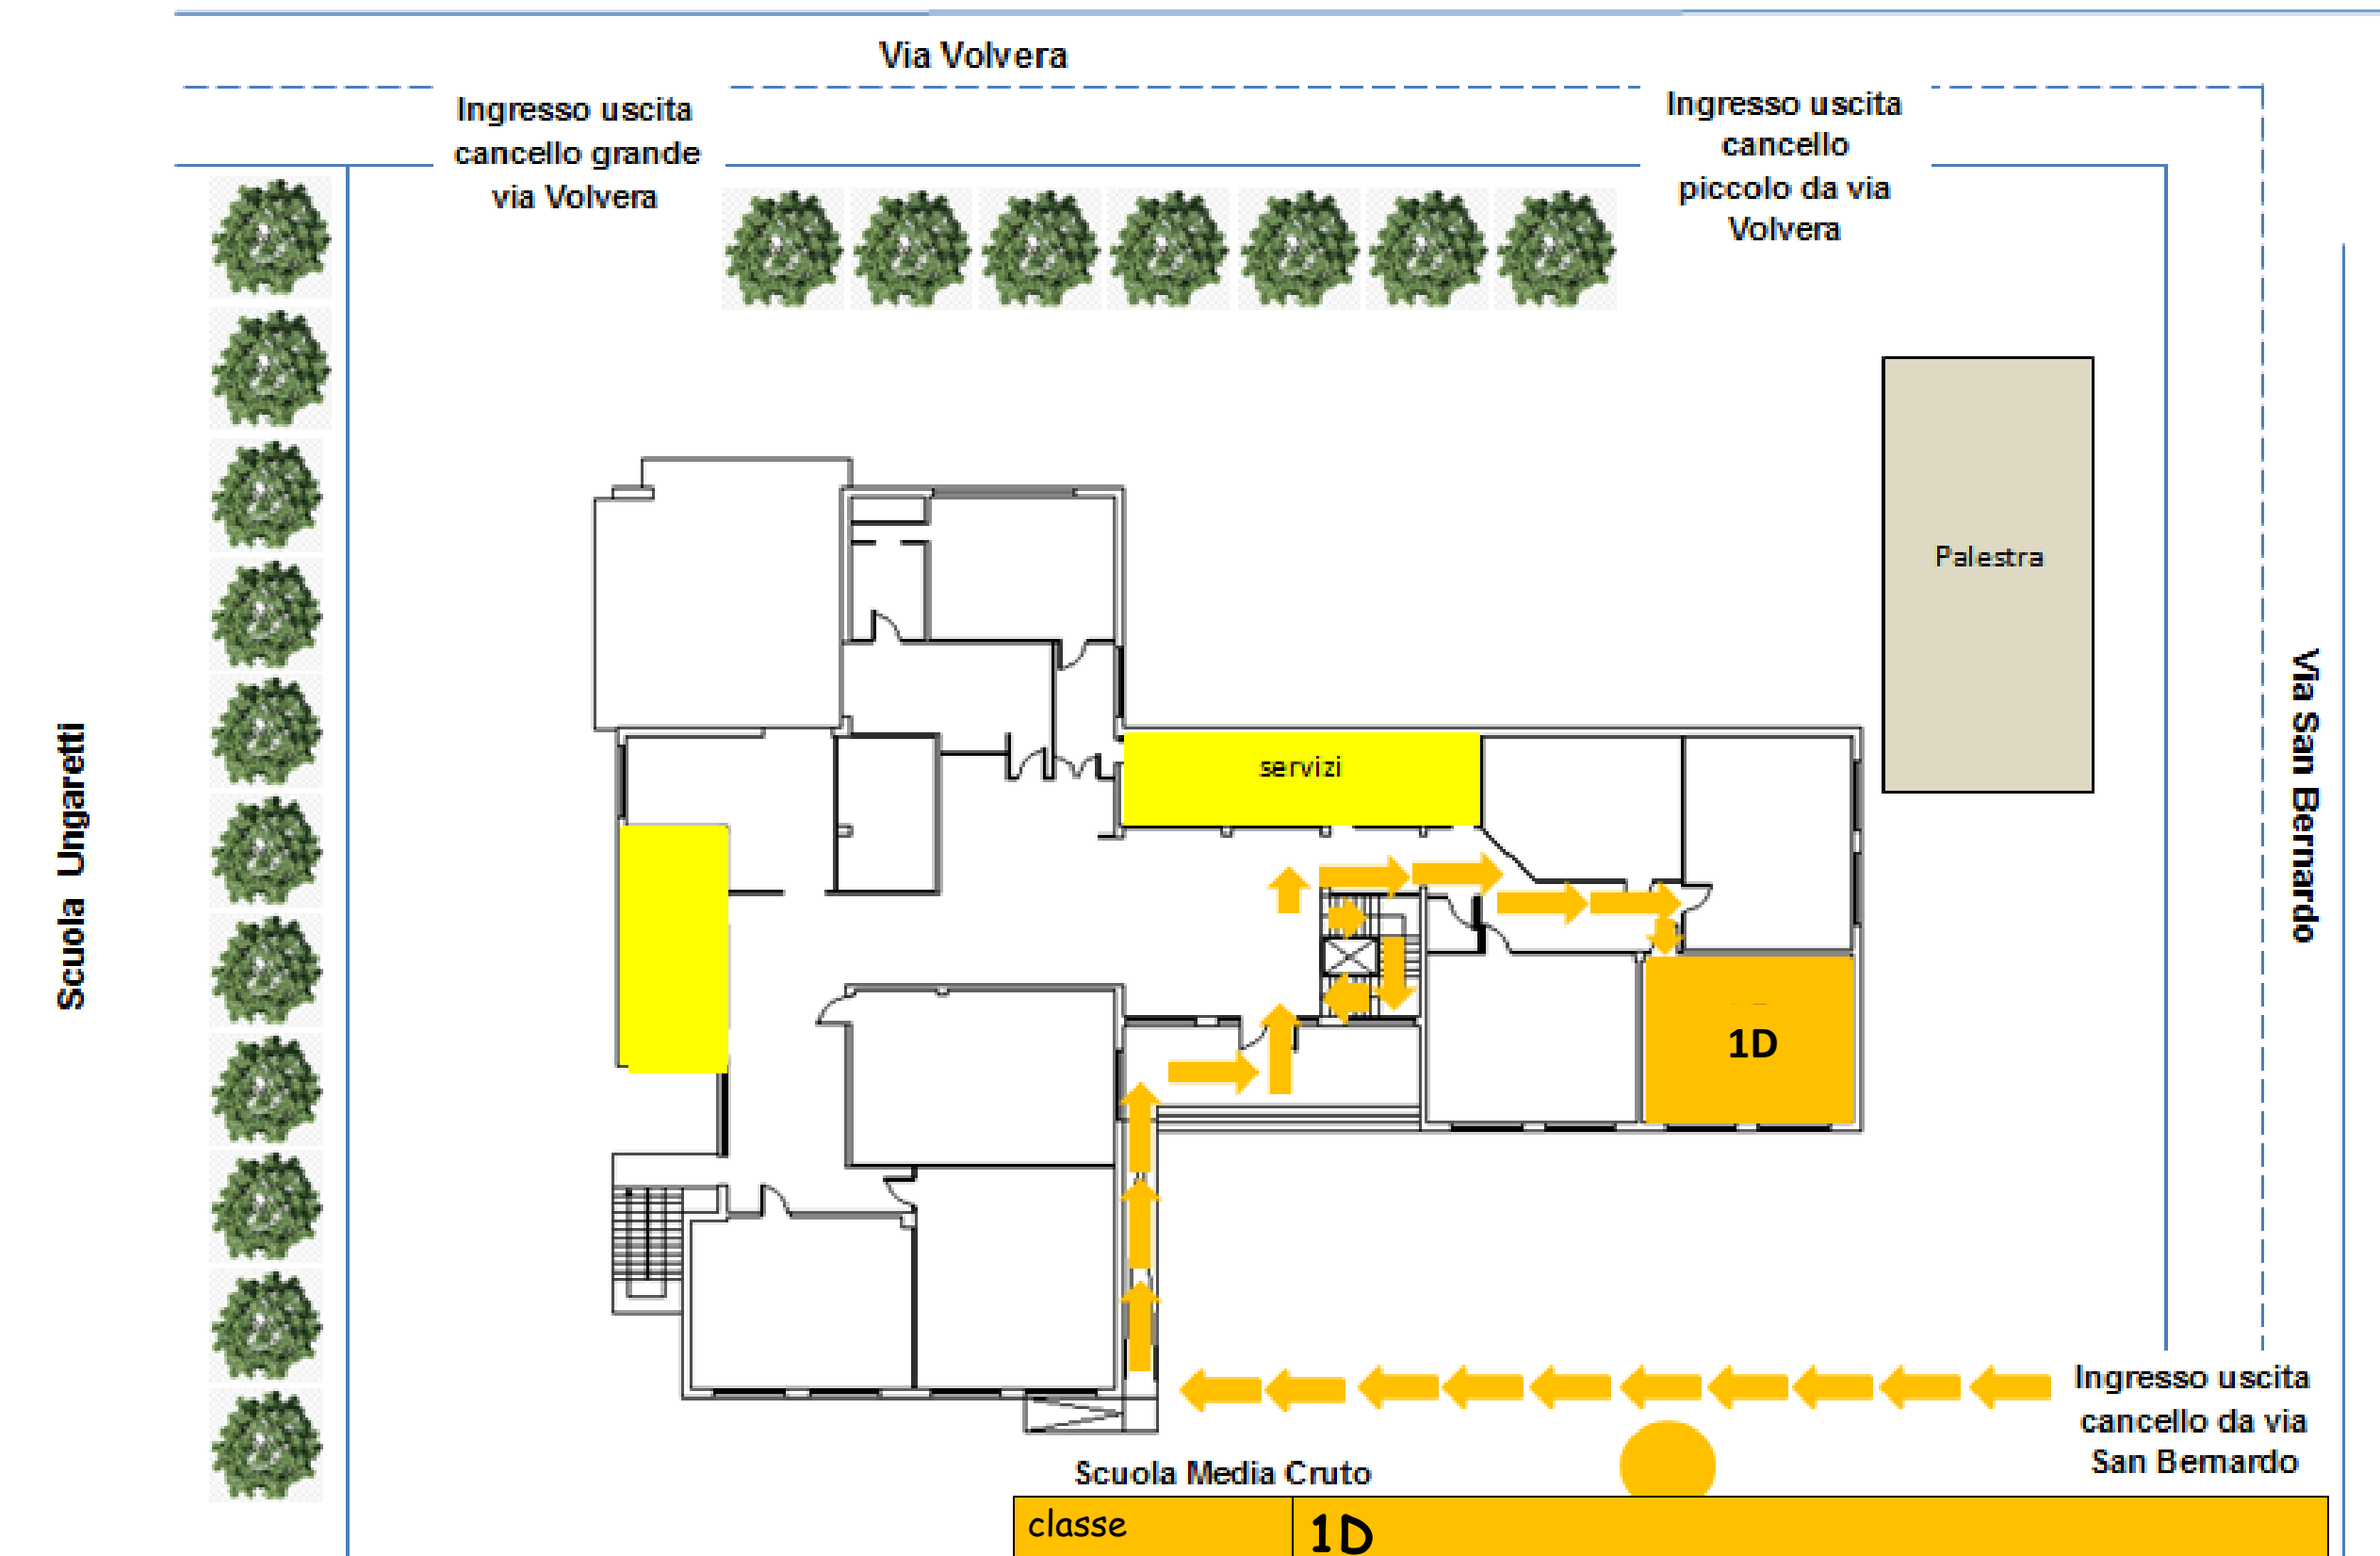 Via Volvera
Ingresso uscita
cancello grande
via Volvera
Ingresso uscita
cancello
piccolo da via
Volvera
Palestra
Via San Bernardo
Scuola Ungaretti
servizi
1D
Ingresso uscita
cancello da via
San Bernardo
Scuola Media Cruto
classe
1D